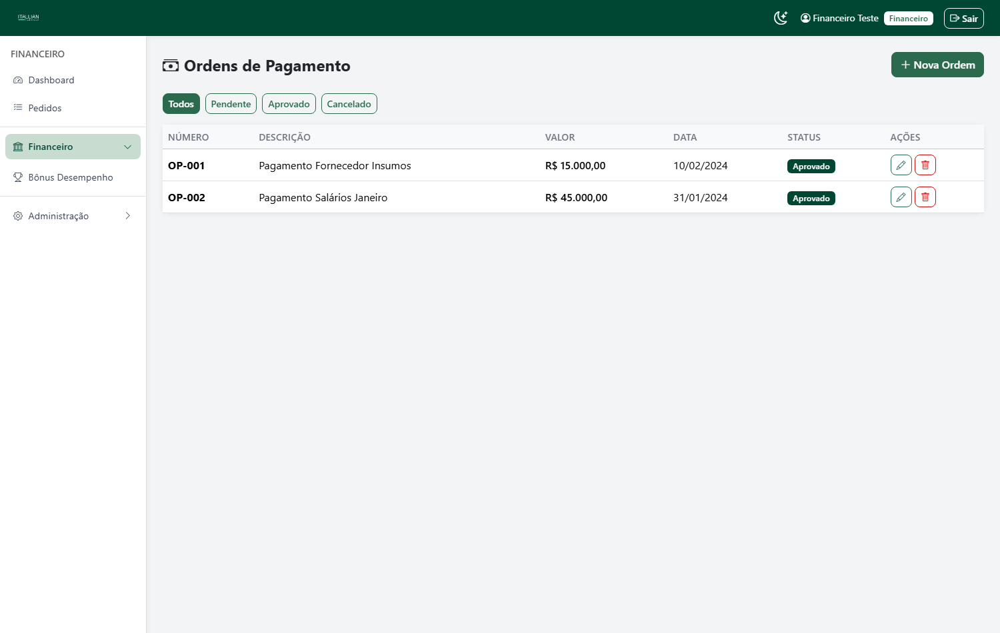 ITALLIAN
Financeiro Teste Financeiro Sair
FINANCEIRO
Dashboard
Pedidos
Financeiro
Bônus Desempenho
Administração
Ordens de Pagamento
Nova Ordem
Todos Pendente Aprovado Cancelado
NÚMERO DESCRIÇÃO VALOR DATA STATUS AÇÕES
OP-001 Pagamento Fornecedor Insumos R$ 15.000,00 10/02/2024 Aprovado
OP-002 Pagamento Salários Janeiro R$ 45.000,00 31/01/2024 Aprovado